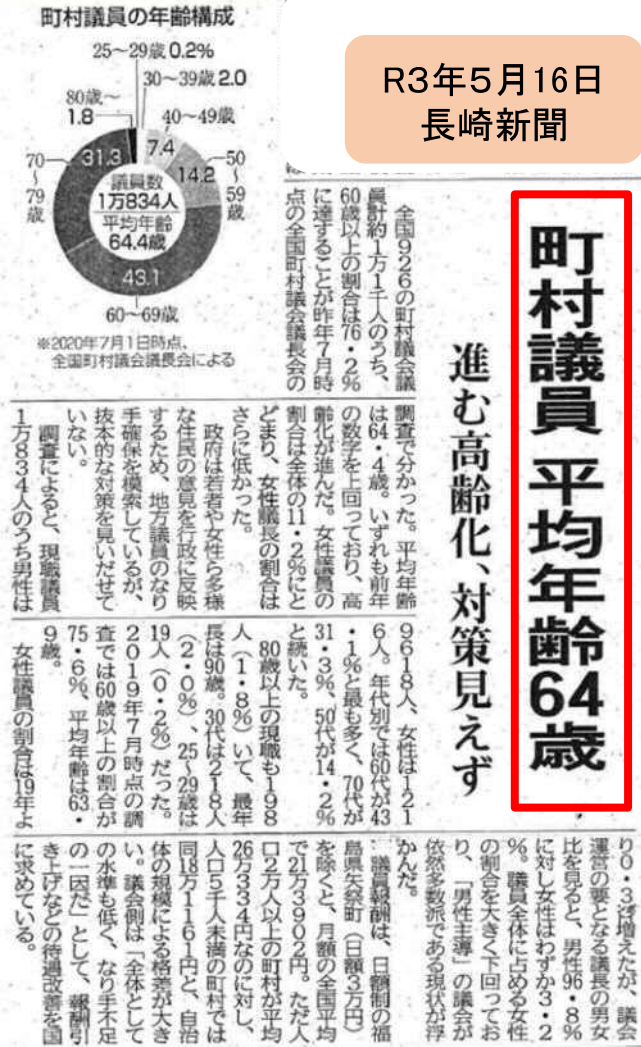 町村議員の年齢構成
25～29歳 0.2%
30～39歳 2.0
80歳～
1.8
40～49歳
7.4
50～59歳
14.2
70～79歳
31.3
議員数
1万834人
平均年齢
64.4歳
43.1
60～69歳
※2020年7月1日時点、
全国町村議会議長会による
R3年5月16日
長崎新聞
町村議員 平均年齢64歳
進む高齢化、対策見えず
全国926の町村議会議
員計約1万1千人のうち、
60歳以上の割合は76・2%
に達することが昨年7月時
点の全国町村議会議長会の
調査で分かった。平均年齢
は64・4歳。いずれも前年
の数字を上回っており、高
齢化が進んだ。女性議員の
割合は全体の11・2%にと
どまり、女性議長の割合は
さらに低かった。
政府は若者や女性ら多様
な住民の意見を行政に反映
するため、地方議員のなり
手確保を模索しているが、
抜本的な対策を見いだせて
いない。
調査によると、現職議員
1万834人のうち男性は
9618人、女性は121
6人。年代別では60代が43
・1%と最も多く、70代が
31・3%、50代が14・2%
と続いた。
80歳以上の現職も198
人（1・8%）いて、最年
長は90歳。30代は218人
（2・0%）、25～29歳は
19人（0・2%）だった。
2019年7月時点の調
査では60歳以上の割合が
75・6%、平均年齢は63・
9歳。
女性議員の割合は19年よ
り0・3㌽増えたが、議会
運営の要となる議長の男女
比を見ると、男性96・8%
に対し女性はわずか3・2
%。議員全体に占める女性
の割合を大きく下回ってお
り、「男性主導」の議会が
依然多数派である現状が浮
かんだ。
議員報酬は、日額制の福
島県矢祭町（日額3万円）
を除くと、月額の全国平均
で21万3902円。ただ人
口2万人以上の町村が平均
26万334円なのに対し、
人口5千人未満の町村では
同18万1161円と、自治
体の規模による格差が大き
い。議会側は「全体として
の水準も低く、なり手不足
の一因だ」として、報酬引
き上げなどの待遇改善を国
に求めている。